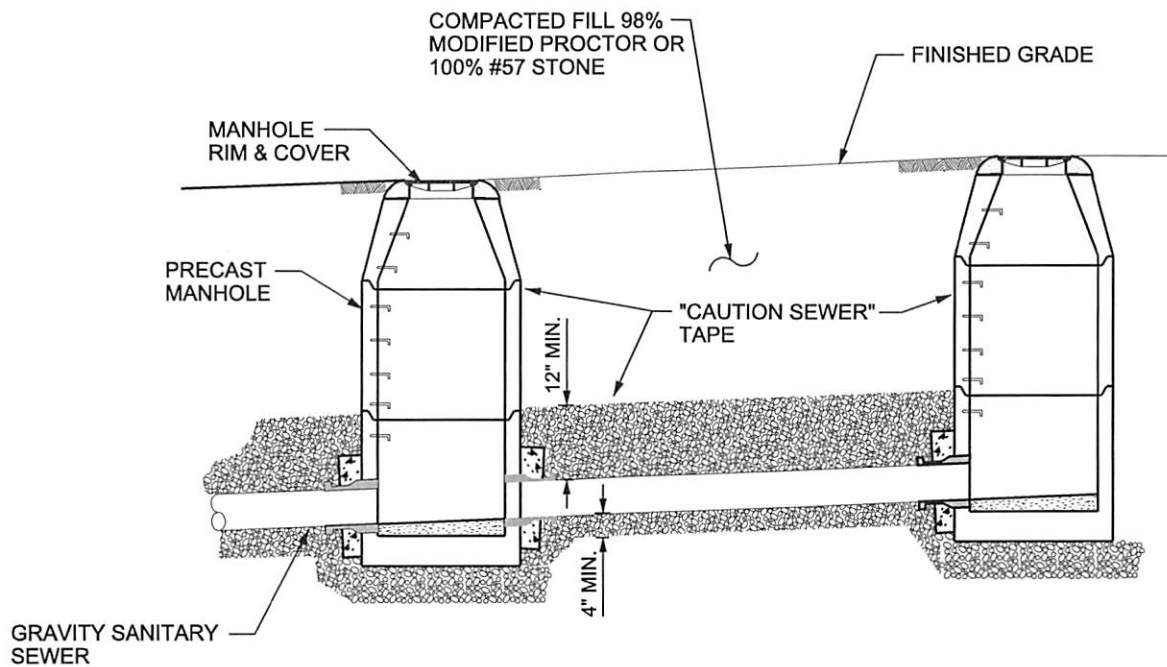 COMPACTED FILL 98%
MODIFIED PROCTOR OR
100% #57 STONE
FINISHED GRADE
MANHOLE
RIM & COVER
PRECAST
MANHOLE
"CAUTION SEWER"
TAPE
12" MIN.
4" MIN.
GRAVITY SANITARY
SEWER